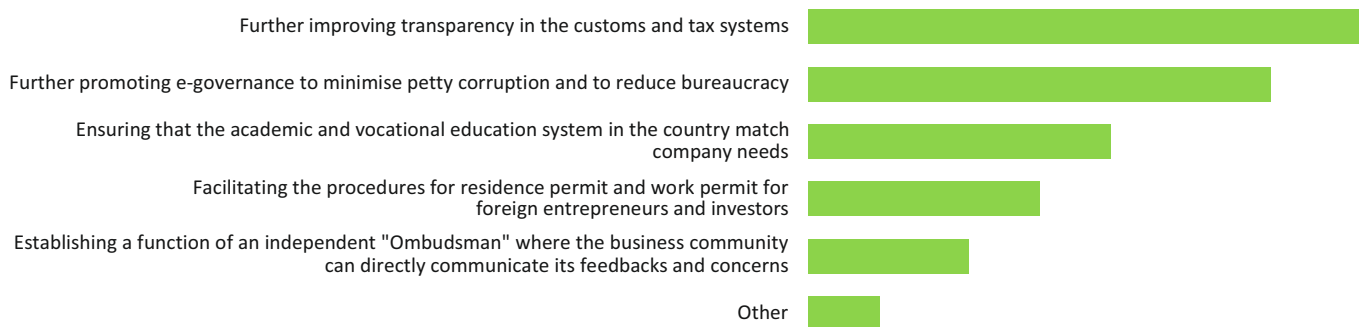 Further improving transparency in the customs and tax systems
Further promoting e-governance to minimise petty corruption and to reduce bureaucracy
Ensuring that the academic and vocational education system in the country match
company needs
Facilitating the procedures for residence permit and work permit for
foreign entrepreneurs and investors
Establishing a function of an independent "Ombudsman" where the business community
can directly communicate its feedbacks and concerns
Other